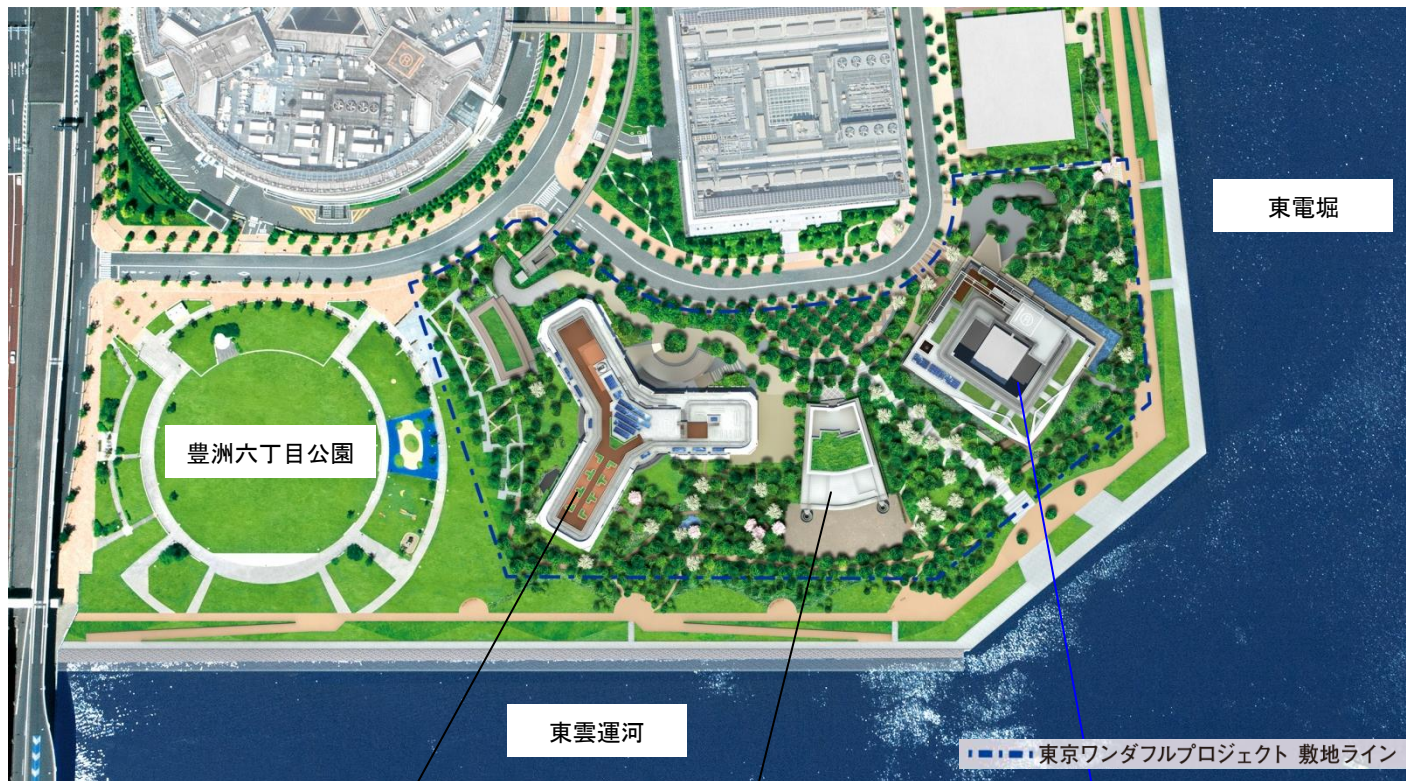 東電堀
豊洲六丁目公園
東雲運河
東京ワンダフルプロジェクト 敷地ライン